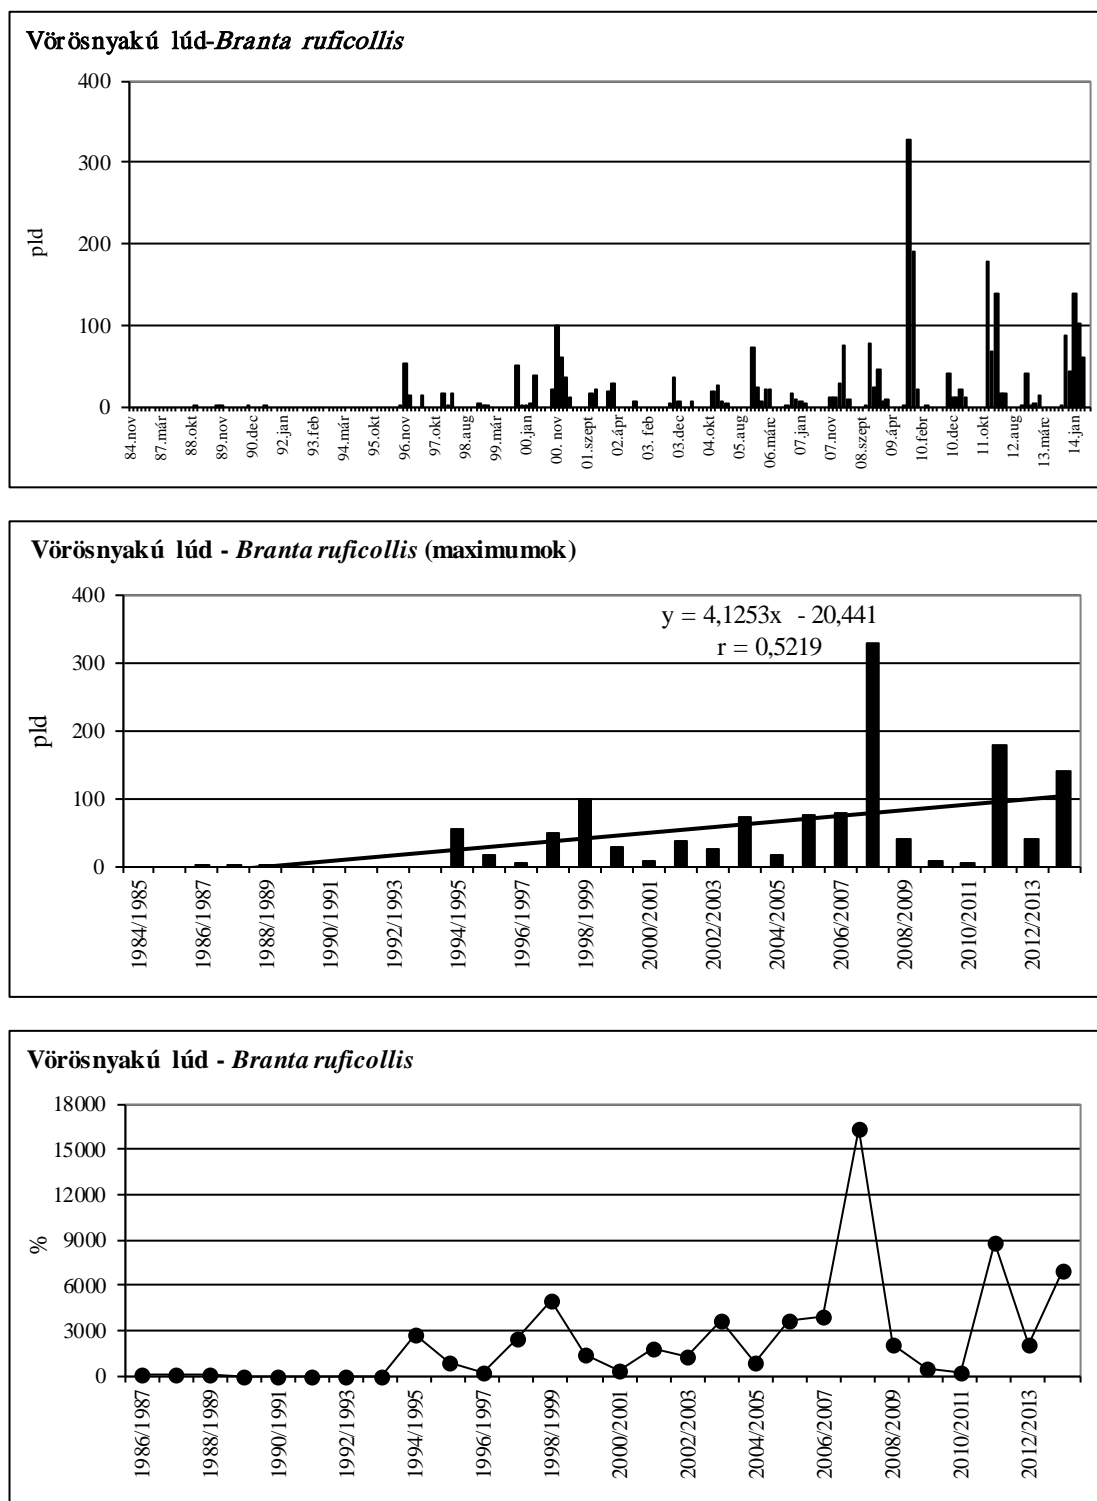 Vörösnyakú lúd-Branta ruficollis
400
300
200
100
0
pld
84.nov
87.már
88.okt
89.nov
90.dec
92.jan
93.feb
94.már
95.okt
96.nov
97.okt
98.aug
99.már
00.jan
00. nov
01.szept
02.ápr
03. feb
03.dec
04.okt
05.aug
06.márc
07.jan
07.nov
08.szept
09.ápr
10.febr
10.dec
11.okt
12.aug
13.márc
14.jan
Vörösnyakú lúd - Branta ruficollis (maximumok)
y = 4,1253x - 20,441
r = 0,5219
400
300
200
100
0
pld
1984/1985
1986/1987
1988/1989
1990/1991
1992/1993
1994/1995
1996/1997
1998/1999
2000/2001
2002/2003
2004/2005
2006/2007
2008/2009
2010/2011
2012/2013
Vörösnyakú lúd - Branta ruficollis
18000
15000
12000
9000
6000
3000
0
%
1986/1987
1988/1989
1990/1991
1992/1993
1994/1995
1996/1997
1998/1999
2000/2001
2002/2003
2004/2005
2006/2007
2008/2009
2010/2011
2012/2013